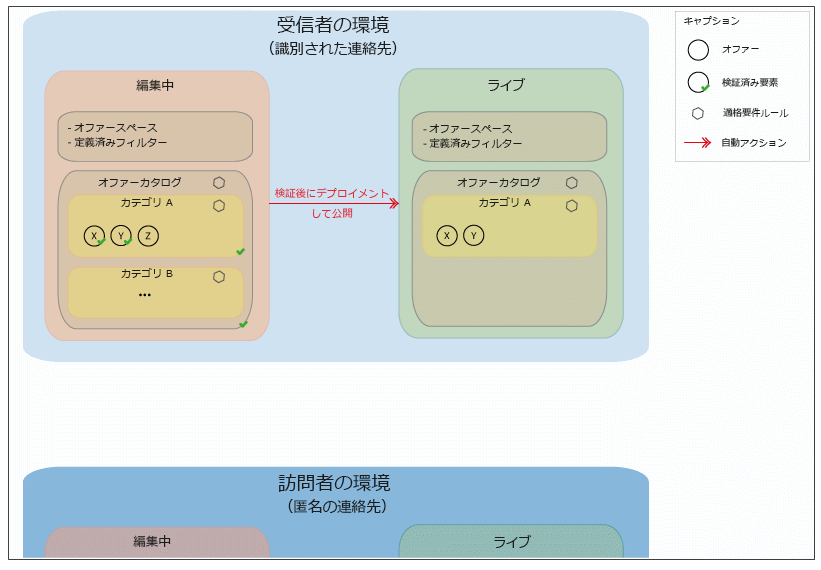 受信者の環境
（識別された連絡先）
編集中
- オファースペース
- 定義済みフィルター
オファーカタログ
カテゴリ A
X
Y
Z
カテゴリ B
•••
検証後にデプロイメント
して公開
ライブ
- オファースペース
- 定義済みフィルター
オファーカタログ
カテゴリ A
X
Y
キャプション
オファー
検証済み要素
適格要件ルール
自動アクション
訪問者の環境
（匿名の連絡先）
編集中
ライブ